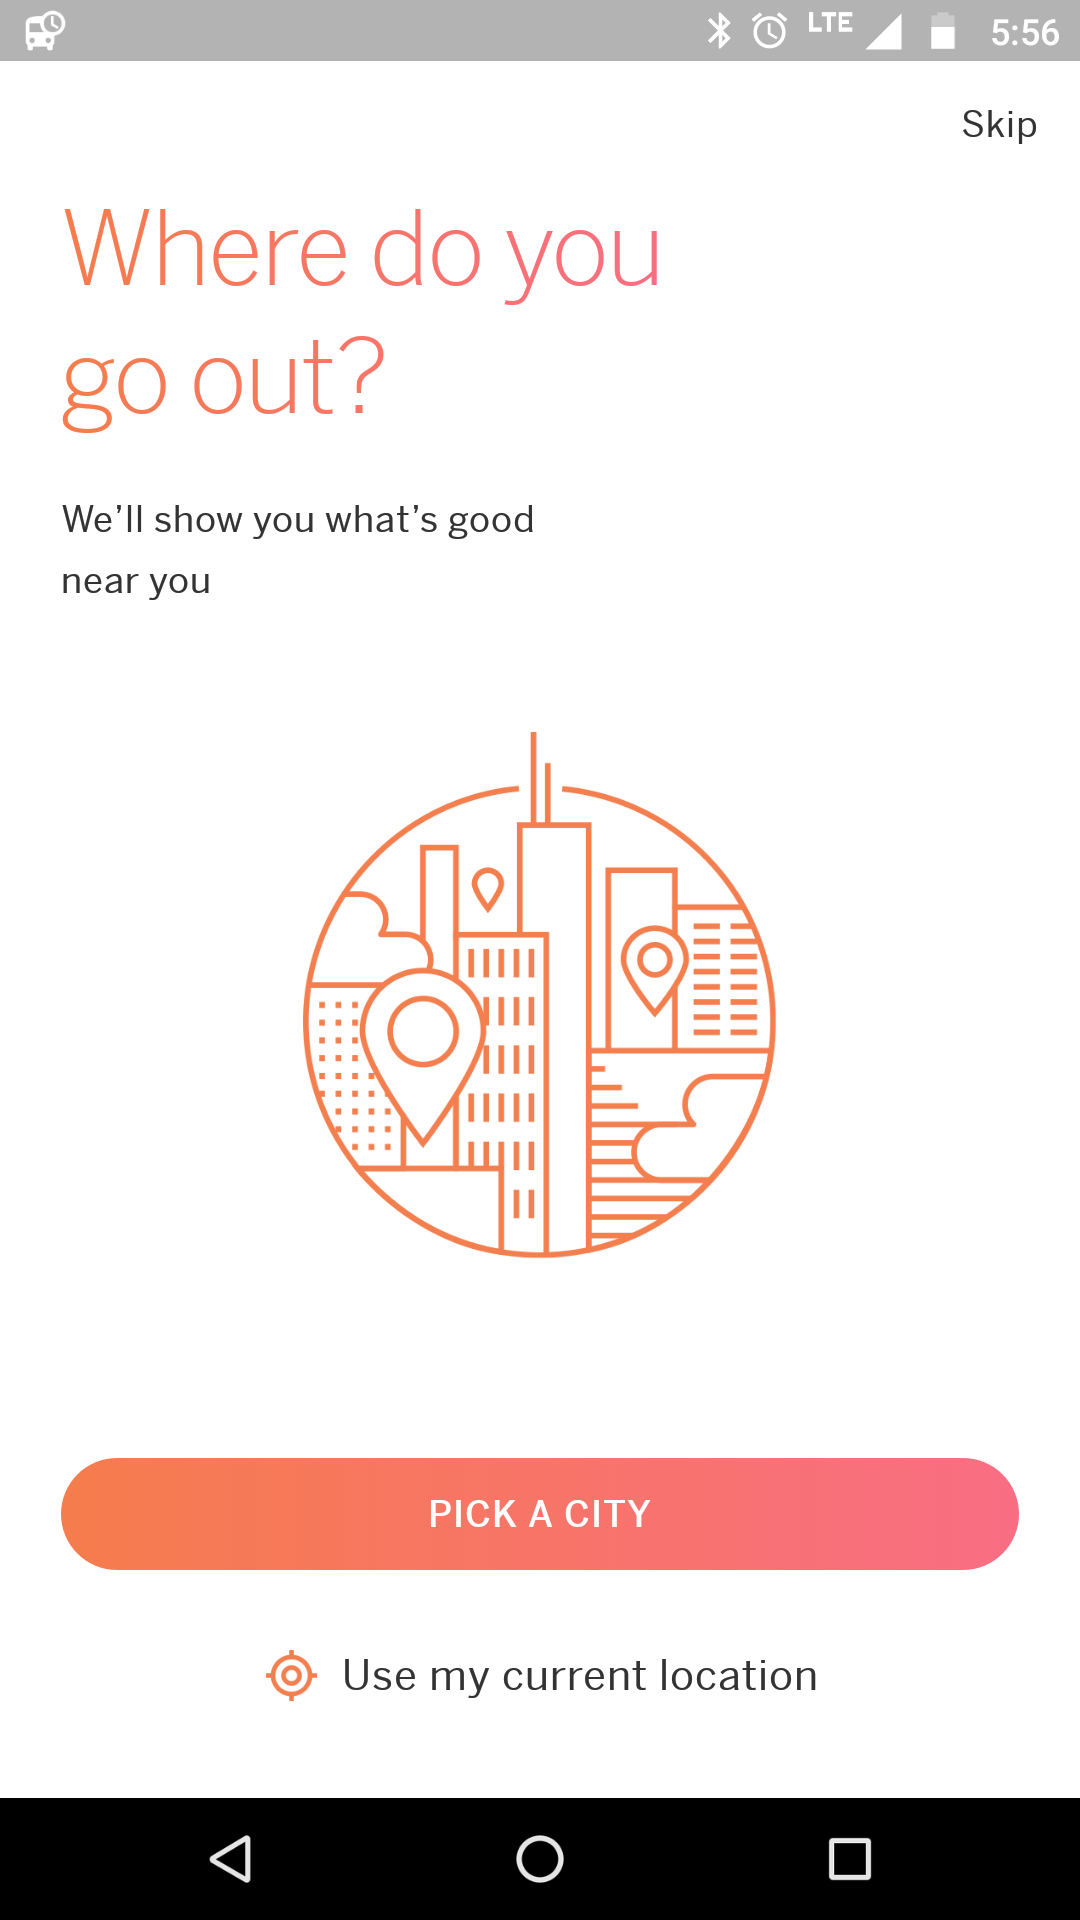 LTE 5:56
Skip
Where do you
go out?
We’ll show you what’s good
near you
PICK A CITY
Use my current location